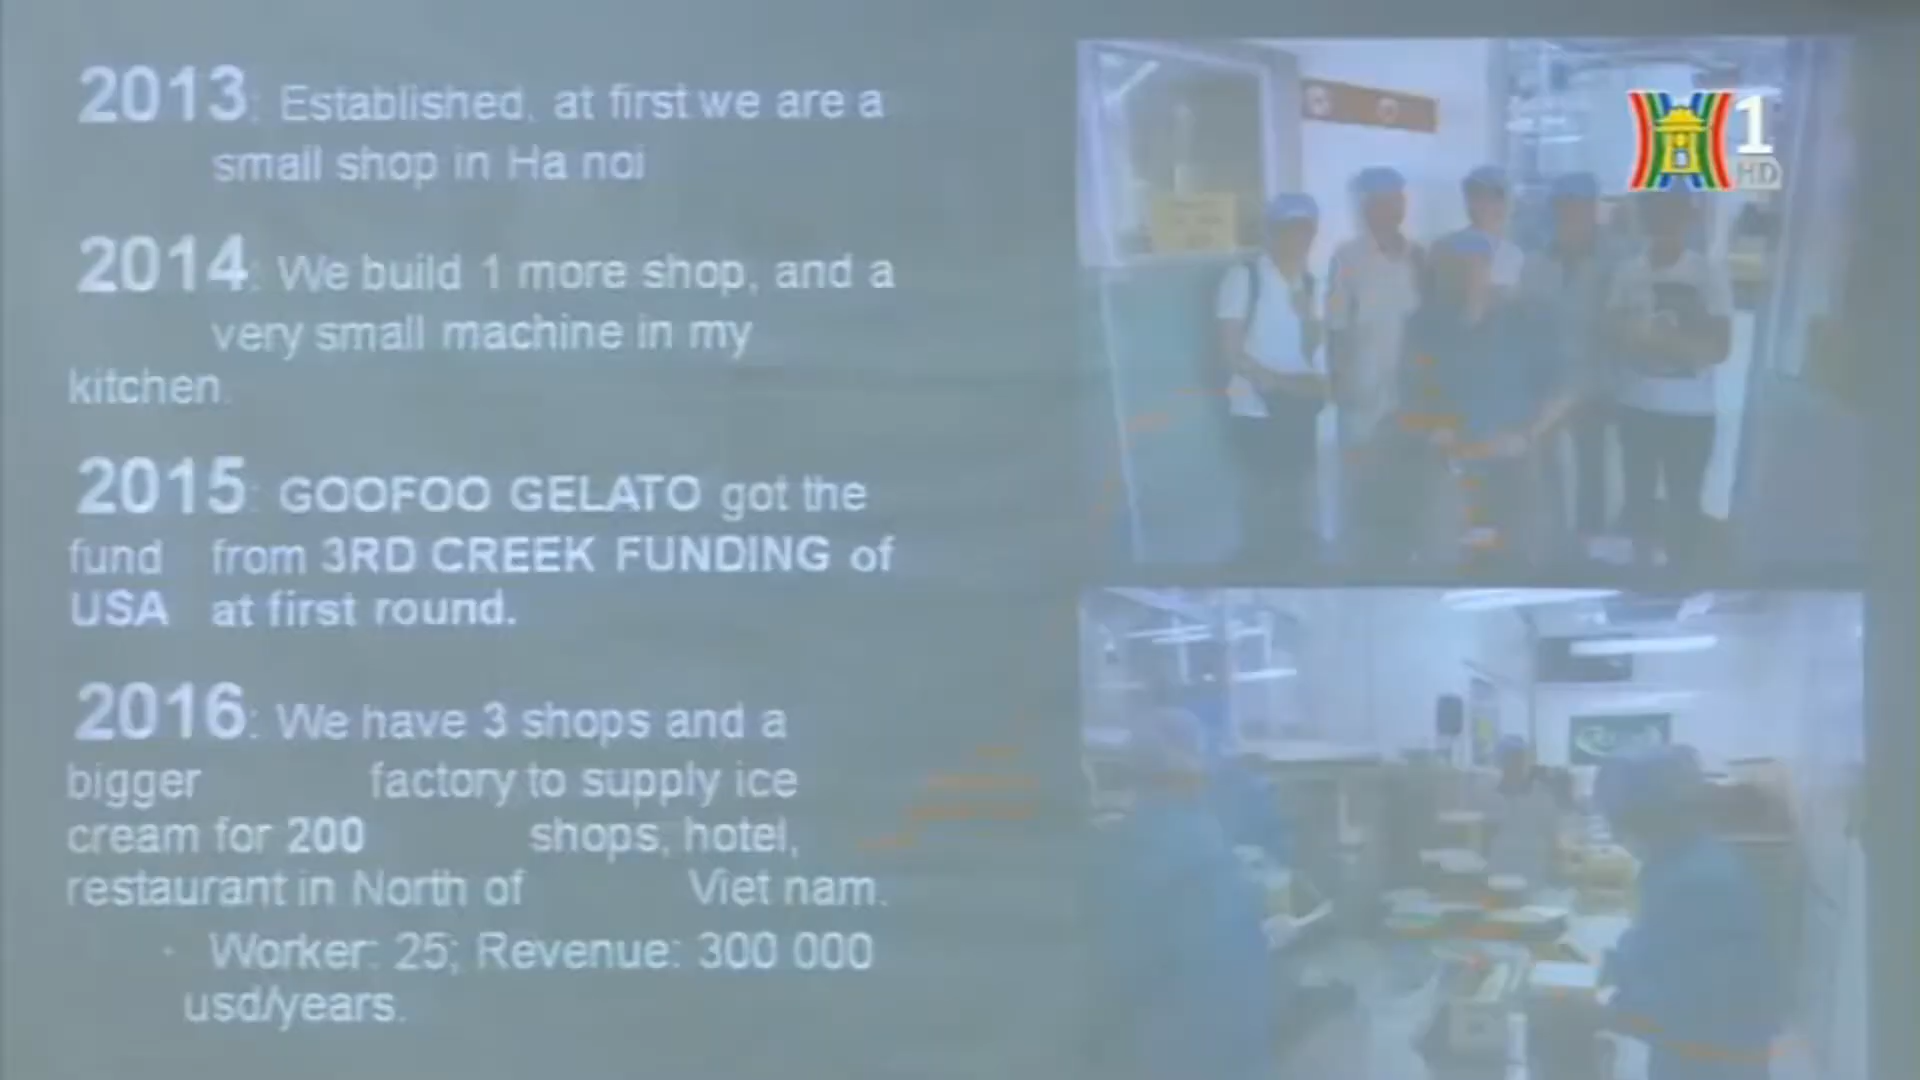 2013: Established, at first we are a
small shop in Ha noi
2014: We build 1 more shop, and a
very small machine in my
kitchen.
2015: GOOFOO GELATO got the
fund from 3RD CREEK FUNDING of
USA at first round.
2016: We have 3 shops and a
bigger factory to supply ice
cream for 200 shops, hotel,
restaurant in North of Viet nam.
· Worker: 25; Revenue: 300 000
usd/years.
1
HD